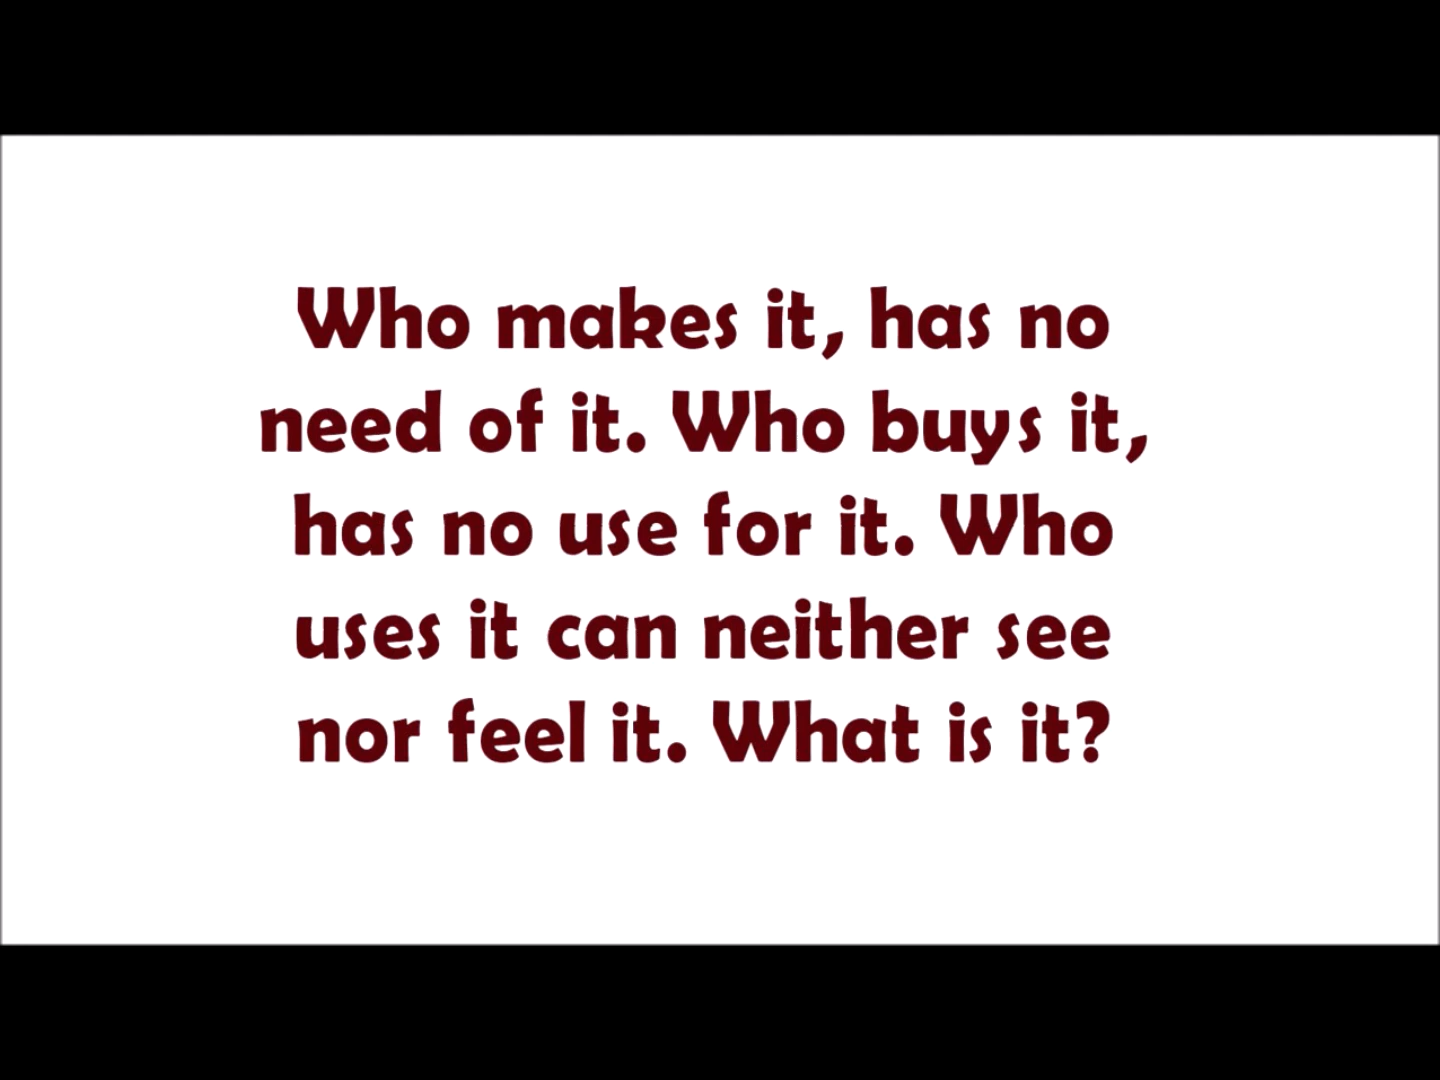 Who makes it, has no
need of it. Who buys it,
has no use for it. Who
uses it can neither see
nor feel it. What is it?